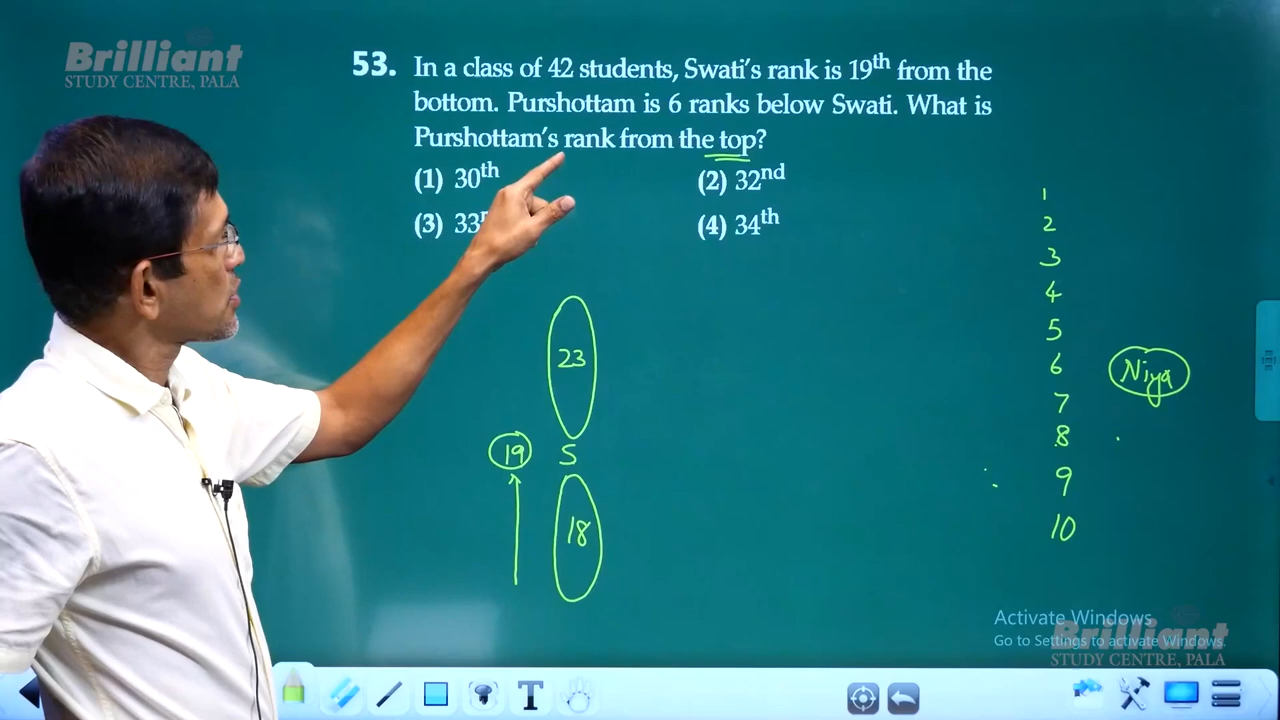 Brilliant
STUDY CENTRE, PALA
53. In a class of 42 students, Swati's rank is 19th from the
bottom. Purshottam is 6 ranks below Swati. What is
Purshottam's rank from the top?
(1) 30th
(2) 32nd
(3) 33
(4) 34th
23
19 S
18
1
2
3
4
5
6
Niya
7
8
9
10
Activate Windows
Go to Settings to activate Windows.
Brilliant
STUDY CENTRE, PALA
T